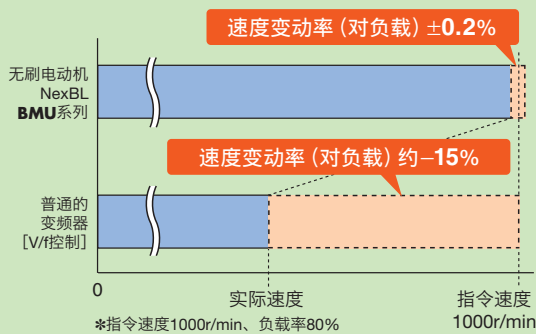 速度变动率（对负载）±0.2%
无刷电动机
NexBL
BMU系列
速度变动率（对负载）约–15%
普通的
变频器
［V/f控制］
0
实际速度
指令速度
1000r/min
*指令速度1000r/min、负载率80%